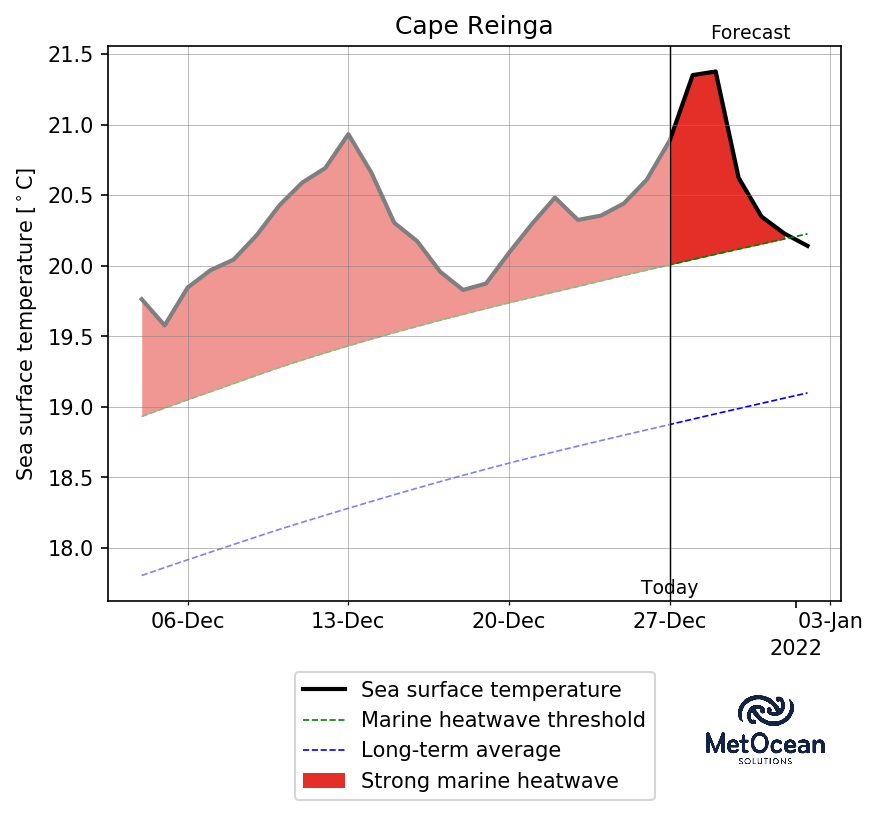 Cape Reinga
Forecast
21.5
21.0
20.5
20.0
19.5
19.0
18.5
18.0
Sea surface temperature [°C]
Today
06-Dec 13-Dec 20-Dec 27-Dec 03-Jan
2022
Sea surface temperature
Marine heatwave threshold
Long-term average
Strong marine heatwave
MetOcean
SOLUTIONS